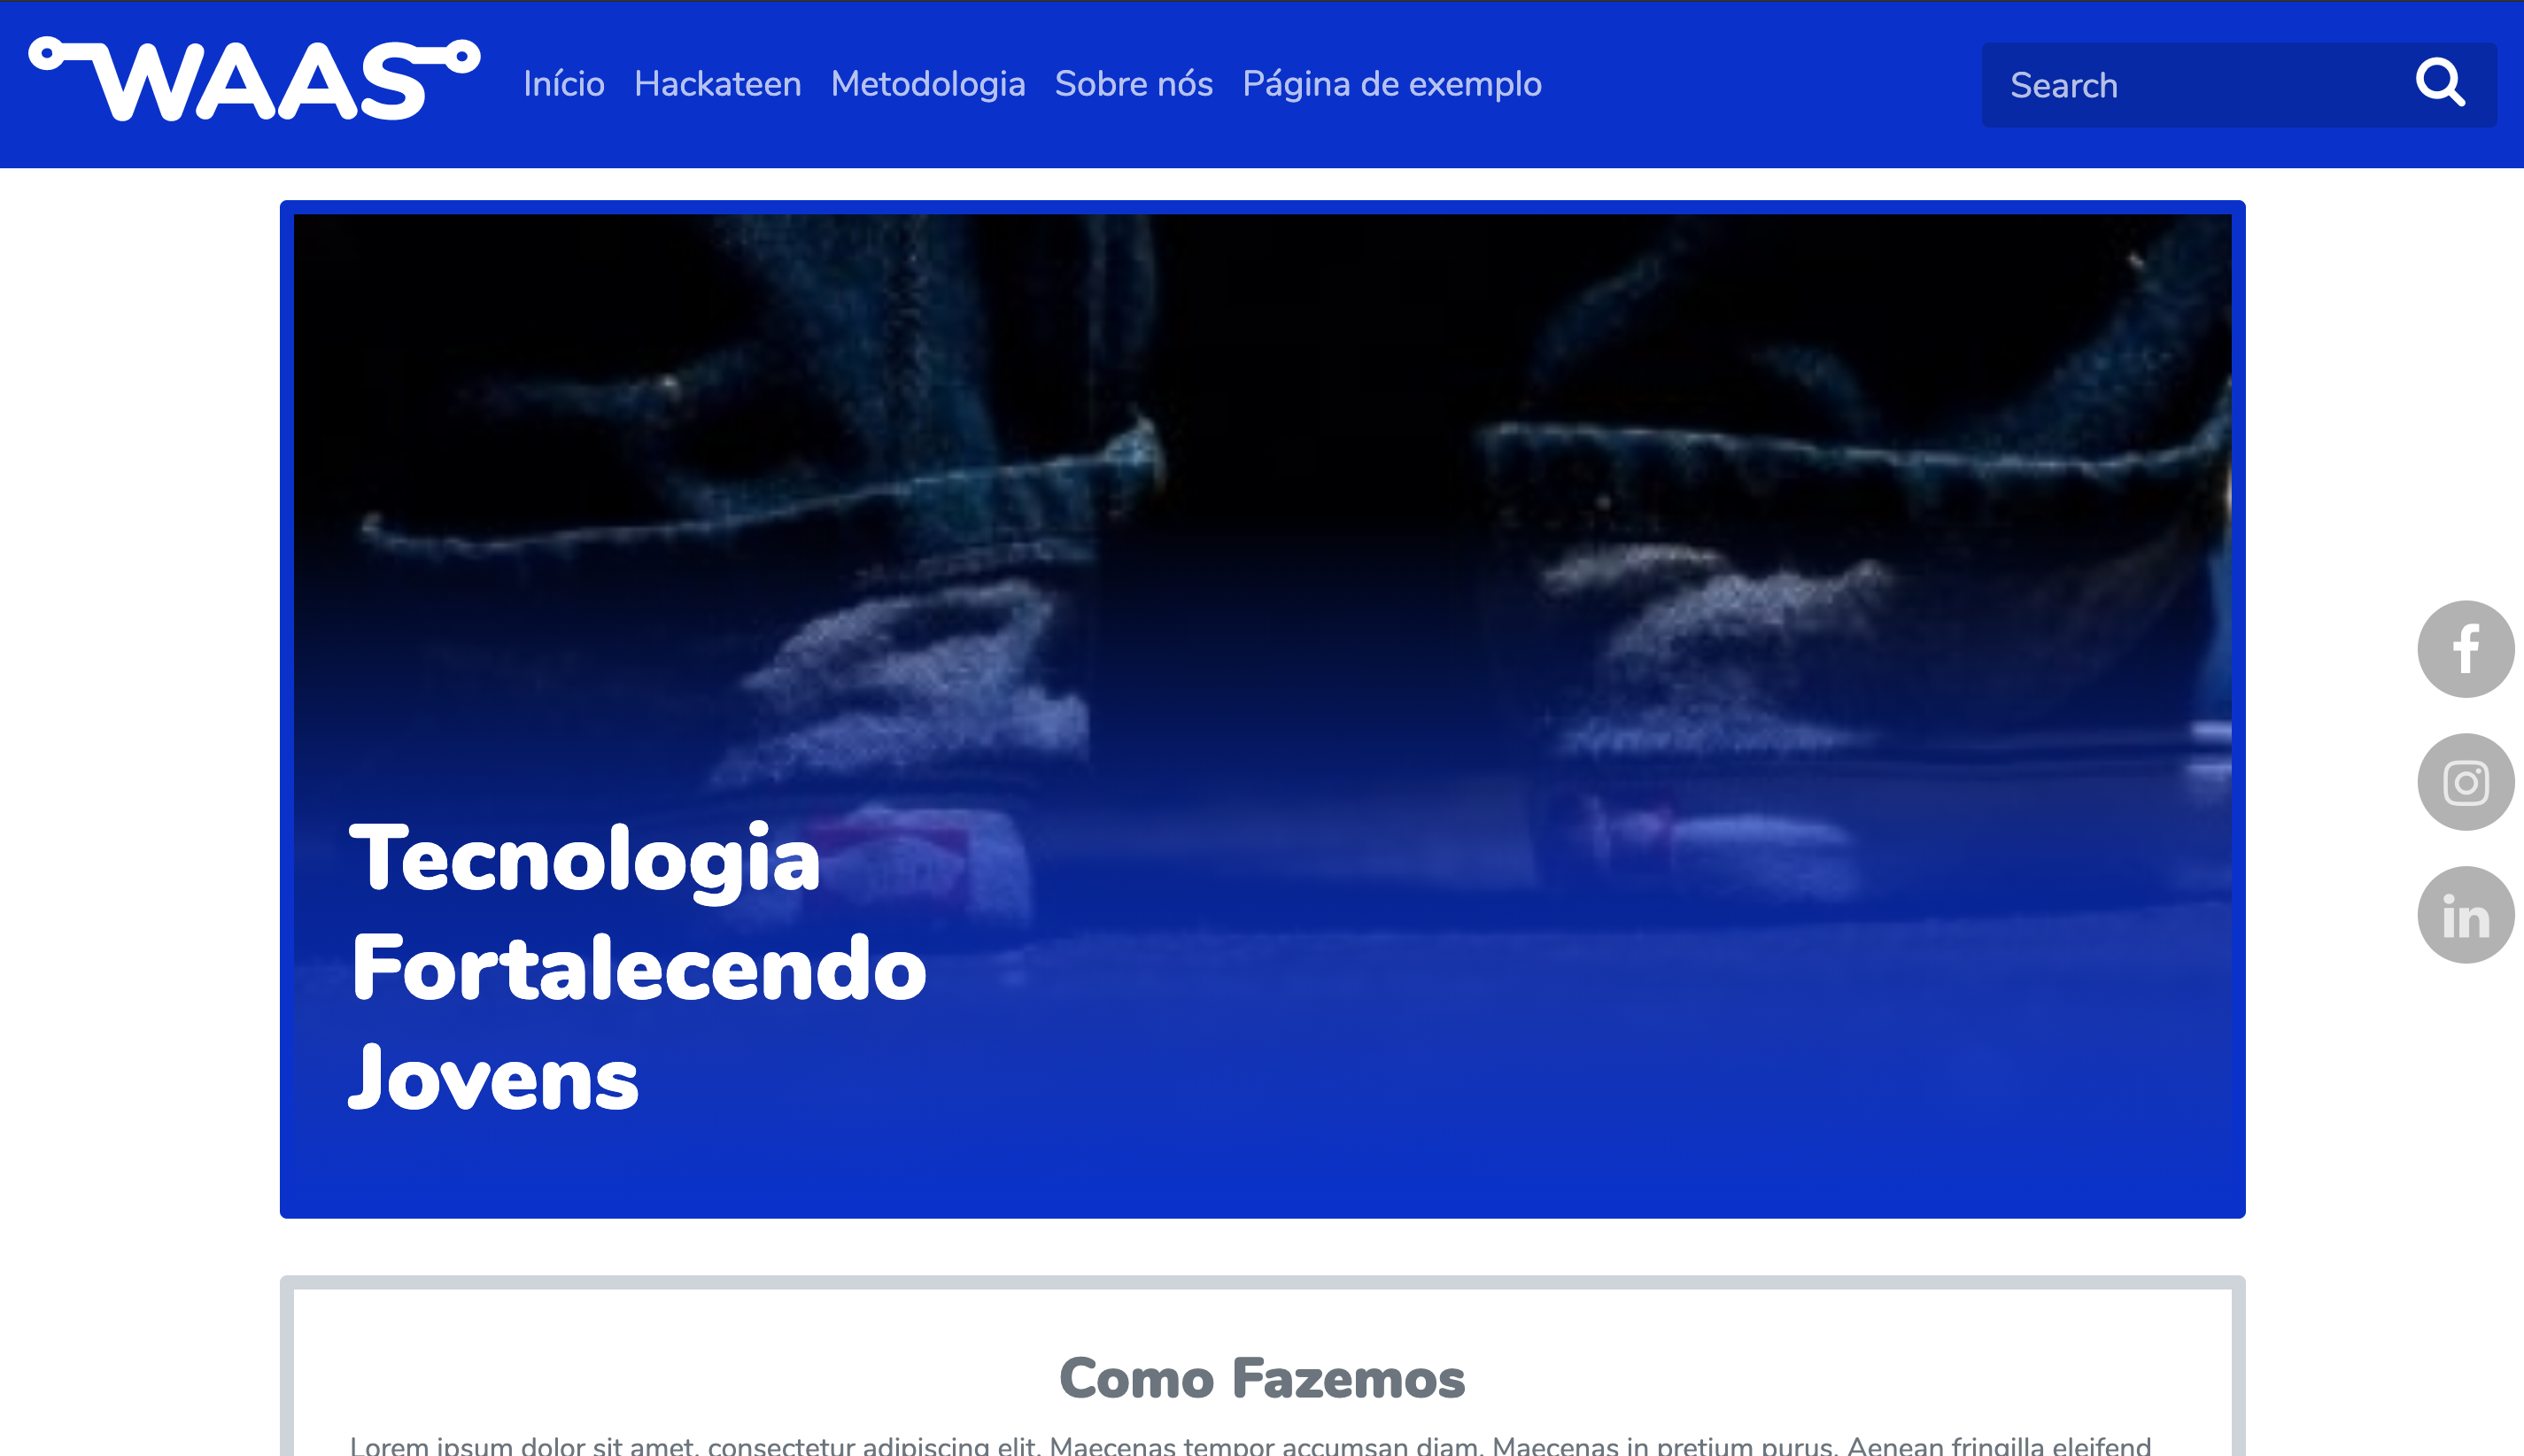 WAAS
Início Hackateen Metodologia Sobre nós Página de exemplo
Search
Tecnologia
Fortalecendo
Jovens
f
in
Como Fazemos
Lorem ipsum dolor sit amet, consectetur adipiscing elit. Maecenas tempor accumsan diam. Maecenas in pretium purus. Aenean fringilla eleifend